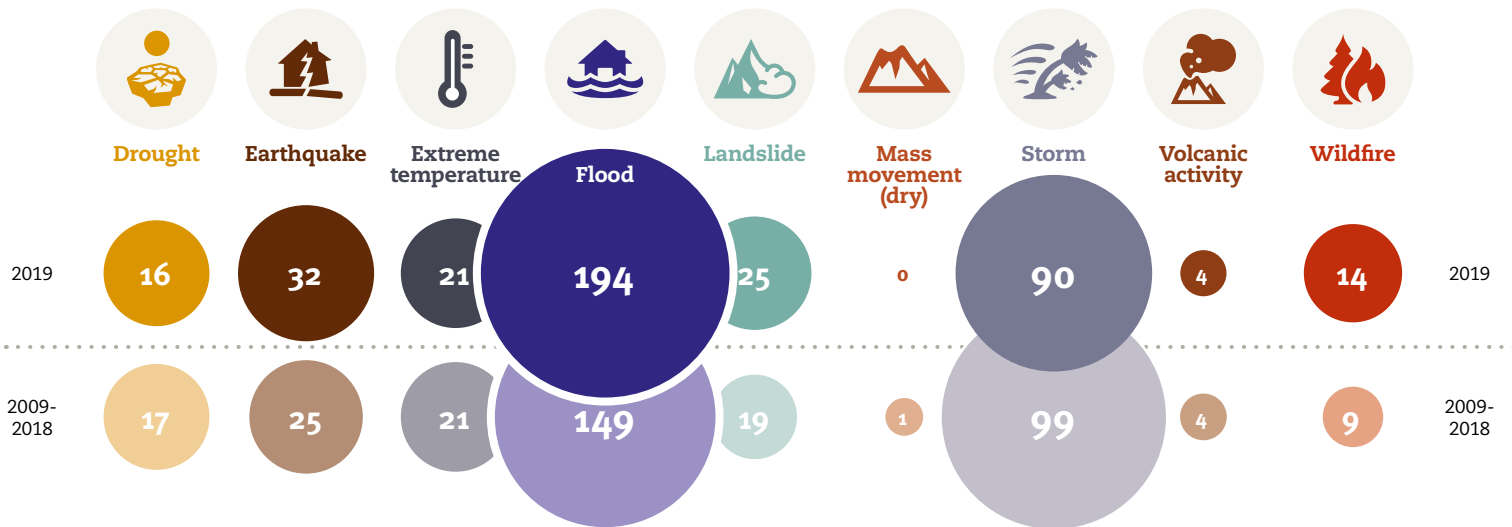 Drought
Earthquake
Extreme
temperature
Flood
Landslide
Mass
movement
(dry)
Storm
Volcanic
activity
Wildfire
2019
16
32
21
194
25
0
90
4
14
2019
2009-
2018
17
25
21
149
19
1
99
4
9
2009-
2018